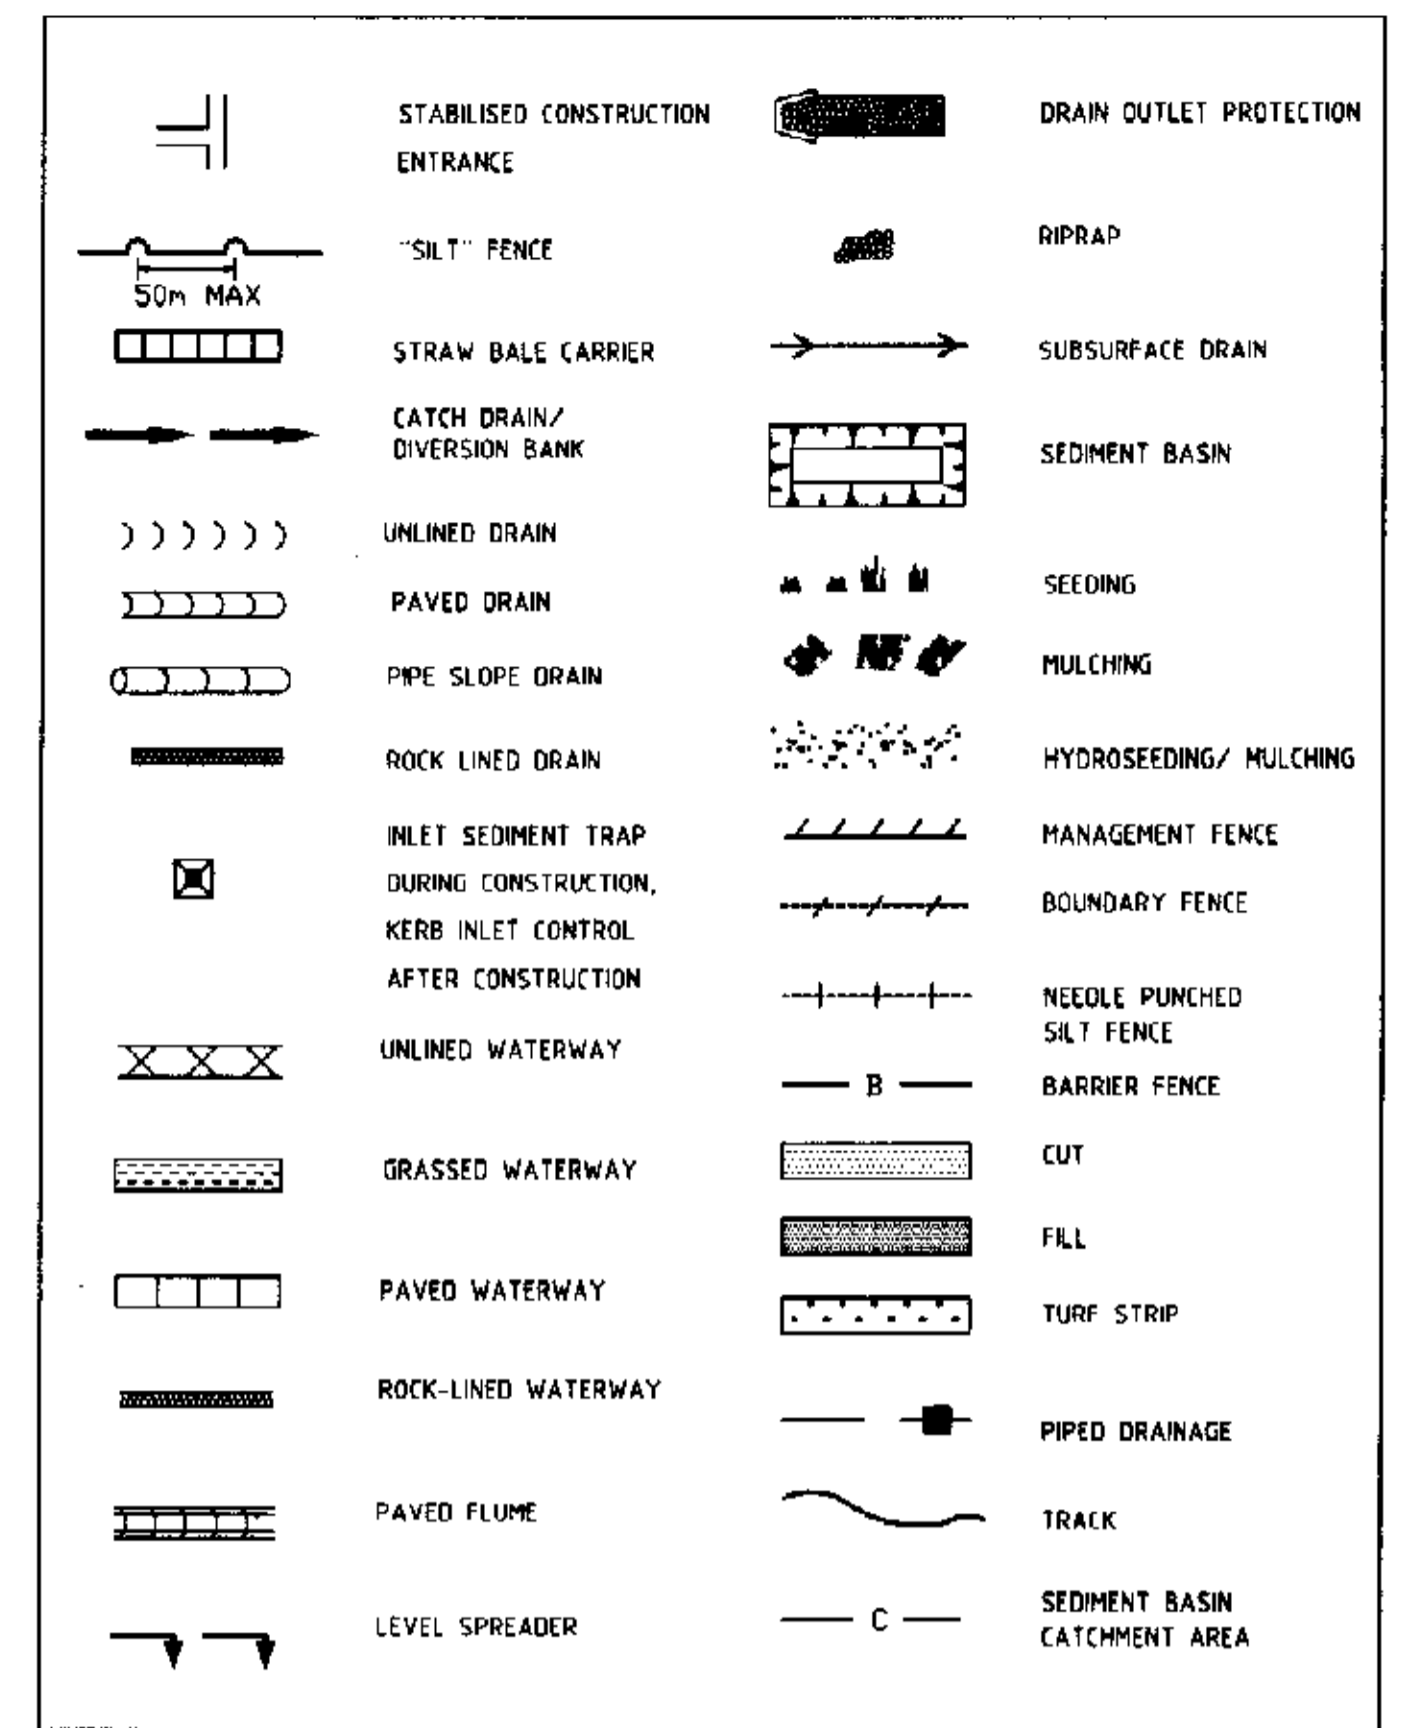 STABILISED CONSTRUCTION
ENTRANCE
"SILT" FENCE
50m MAX
STRAW BALE CARRIER
CATCH DRAIN/
DIVERSION BANK
UNLINED DRAIN
PAVED DRAIN
PIPE SLOPE DRAIN
ROCK LINED DRAIN
INLET SEDIMENT TRAP
DURING CONSTRUCTION,
KERB INLET CONTROL
AFTER CONSTRUCTION
UNLINED WATERWAY
GRASSED WATERWAY
PAVED WATERWAY
ROCK-LINED WATERWAY
PAVED FLUME
LEVEL SPREADER
DRAIN OUTLET PROTECTION
RIPRAP
SUBSURFACE DRAIN
SEDIMENT BASIN
SEEDING
MULCHING
HYDROSEEDING/ MULCHING
MANAGEMENT FENCE
BOUNDARY FENCE
NEEDLE PUNCHED
SILT FENCE
B
BARRIER FENCE
CUT
FILL
TURF STRIP
PIPED DRAINAGE
TRACK
C
SEDIMENT BASIN
CATCHMENT AREA